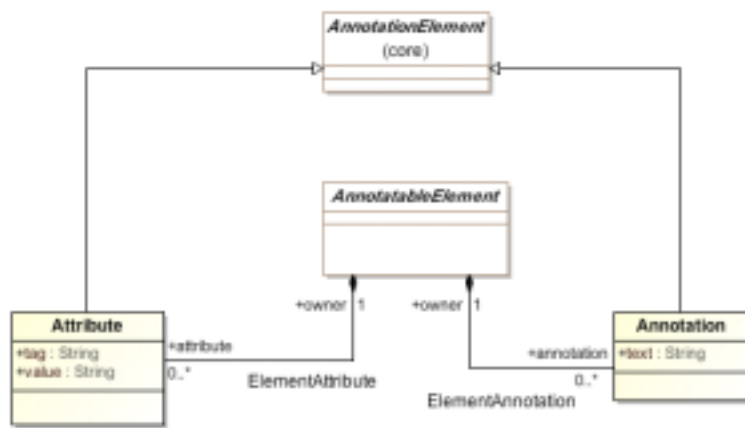 AnnotationElement
(core)
AnnotatableElement
+owner 1
+owner 1
Attribute
+tag : String
+value : String
+attribute
0..*
ElementAttribute
Annotation
+text : String
+annotation
0..*
ElementAnnotation